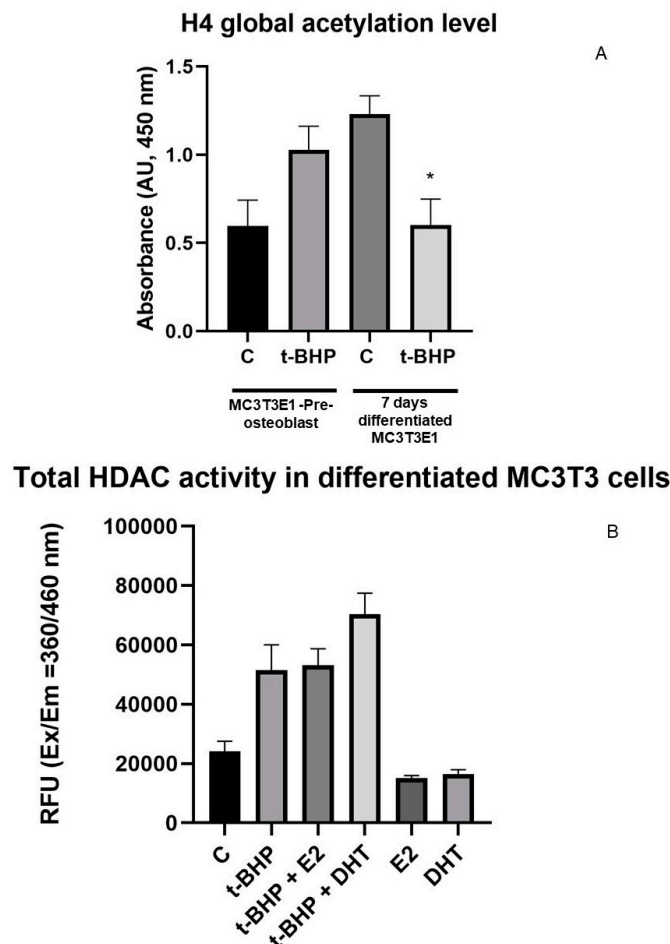 H4 global acetylation level
A
Absorbance (AU, 450 nm)
1.5
1.0
0.5
0.0
*
C t-BHP C t-BHP
MC3T3E1 -Pre-
osteoblast
7 days
differentiated
MC3T3E1
Total HDAC activity in differentiated MC3T3 cells
B
RFU (Ex/Em =360/460 nm)
100000
80000
60000
40000
20000
0
C
t-BHP
t-BHP + E2
t-BHP + DHT
E2
DHT